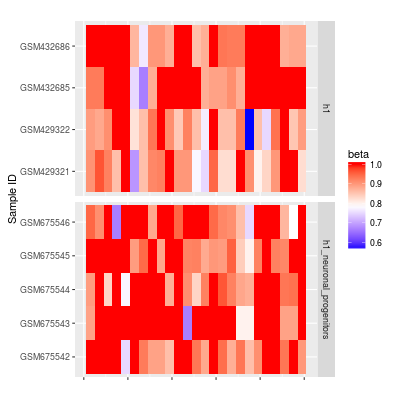 Sample ID
GSM432686
GSM432685
GSM429322
GSM429321
h1
GSM675546
GSM675545
GSM675544
GSM675543
GSM675542
h1_neuronal_progenitors
beta
1.0
0.9
0.8
0.7
0.6